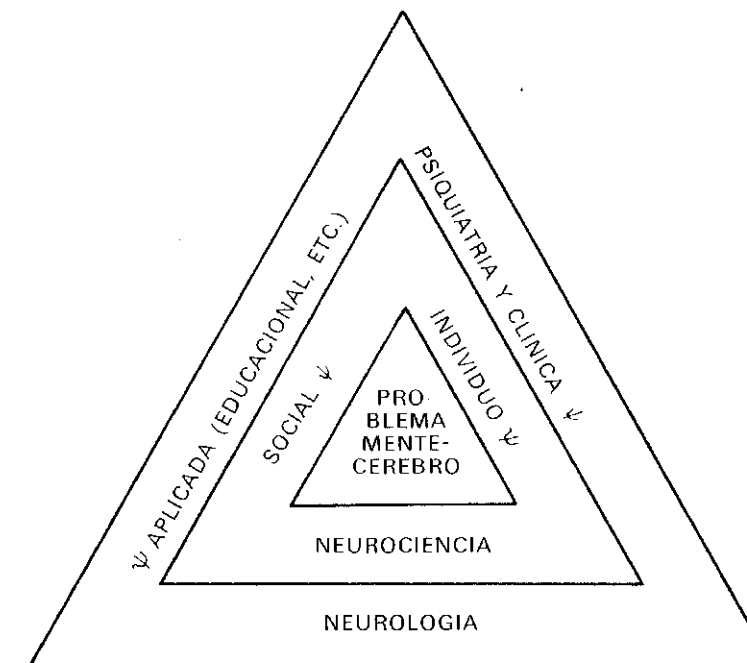 PSIQUIATRIA Y CLINICA ψ
ψ APLICADA (EDUCACIONAL, ETC.)
INDIVIDUO ψ
SOCIAL ψ
PRO-
BLEMA
MENTE-
CEREBRO
NEUROCIENCIA
NEUROLOGIA